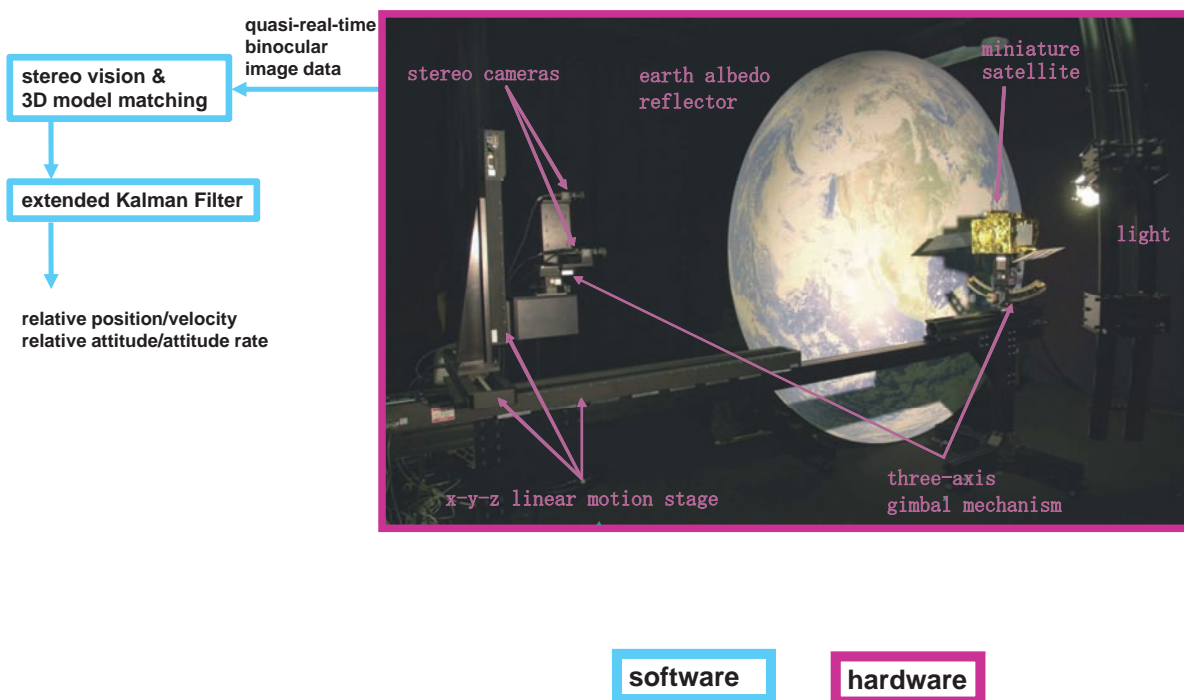 quasi-real-time
binocular
image data
stereo vision &
3D model matching
extended Kalman Filter
relative position/velocity
relative attitude/attitude rate
stereo cameras
earth albedo
reflector
miniature
satellite
light
x-y-z linear motion stage
three-axis
gimbal mechanism
software
hardware